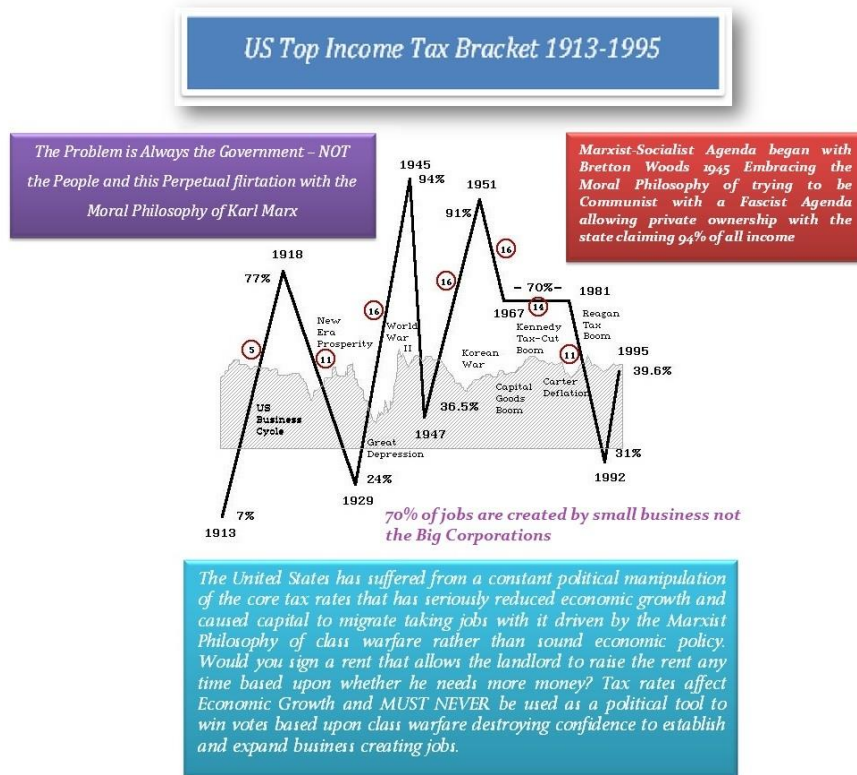 US Top Income Tax Bracket 1913-1995
The Problem is Always the Government – NOT
the People and this Perpetual flirtation with the
Moral Philosophy of Karl Marx
Marxist-Socialist Agenda began with
Bretton Woods 1945 Embracing the
Moral Philosophy of trying to be
Communist with a Fascist Agenda
allowing private ownership with the
state claiming 94% of all income
1945
94%
1951
91%
16
1918
77%
16
- 70% -
1981
14
1967
New
Era
Prosperity
16
World
War
II
Kennedy
Tax-Cut
Boom
Reagan
Tax
Boom
5
11
Korean
War
11
1995
39.6%
US
Business
Cycle
36.5%
Capital
Goods
Boom
Carter
Deflation
1947
Great
Depression
31%
1992
24%
1929
7%
1913
70% of jobs are created by small business not
the Big Corporations
The United States has suffered from a constant political manipulation
of the core tax rates that has seriously reduced economic growth and
caused capital to migrate taking jobs with it driven by the Marxist
Philosophy of class warfare rather than sound economic policy.
Would you sign a rent that allows the landlord to raise the rent any
time based upon whether he needs more money? Tax rates affect
Economic Growth and MUST NEVER be used as a political tool to
win votes based upon class warfare destroying confidence to establish
and expand business creating jobs.